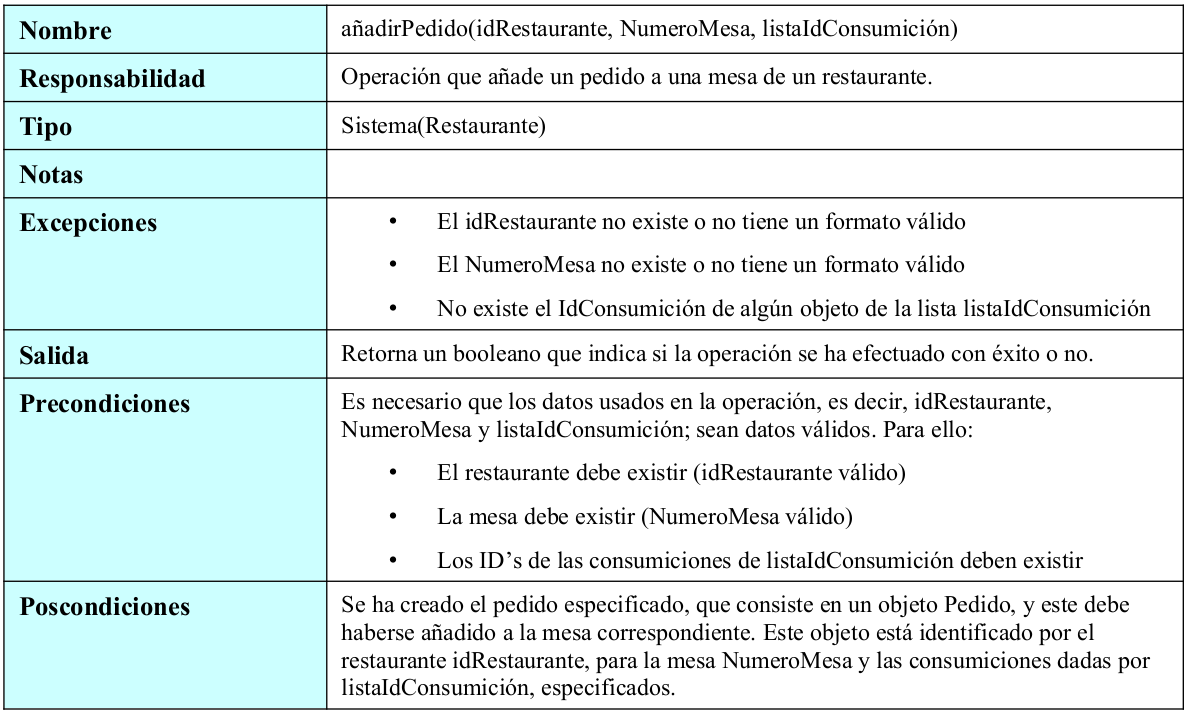 Nombre
añadirPedido(idRestaurante, NumeroMesa, listaIdConsumición)
Responsabilidad
Operación que añade un pedido a una mesa de un restaurante.
Tipo
Sistema(Restaurante)
Notas
Excepciones
• El idRestaurante no existe o no tiene un formato válido
• El NumeroMesa no existe o no tiene un formato válido
• No existe el IdConsumición de algún objeto de la lista listaIdConsumición
Salida
Retorna un booleano que indica si la operación se ha efectuado con éxito o no.
Precondiciones
Es necesario que los datos usados en la operación, es decir, idRestaurante,
NumeroMesa y listaIdConsumición; sean datos válidos. Para ello:
• El restaurante debe existir (idRestaurante válido)
• La mesa debe existir (NumeroMesa válido)
• Los ID’s de las consumiciones de listaIdConsumición deben existir
Poscondiciones
Se ha creado el pedido especificado, que consiste en un objeto Pedido, y este debe
haberse añadido a la mesa correspondiente. Este objeto está identificado por el
restaurante idRestaurante, para la mesa NumeroMesa y las consumiciones dadas por
listaIdConsumición, especificados.